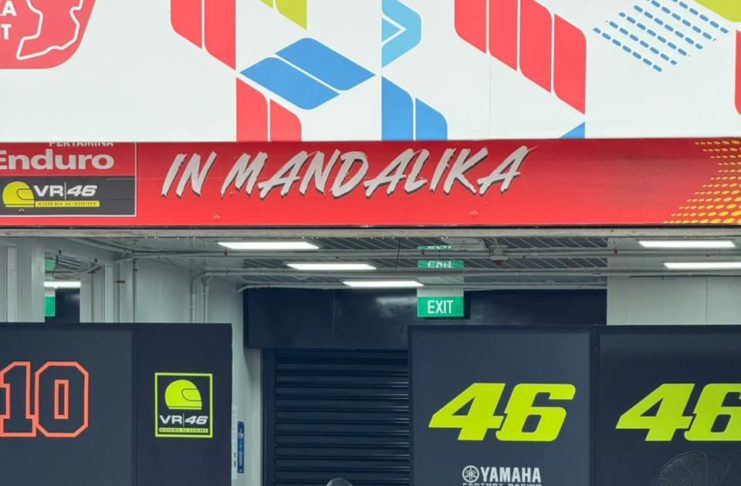 T
PERTAMINA
Enduro
VR|46
RIDERS ACADEMY
IN MANDALIKA
EXIT
EXIT
10
VR|46
RIDERS ACADEMY
46
46
YAMAHA
FACTORY RACING